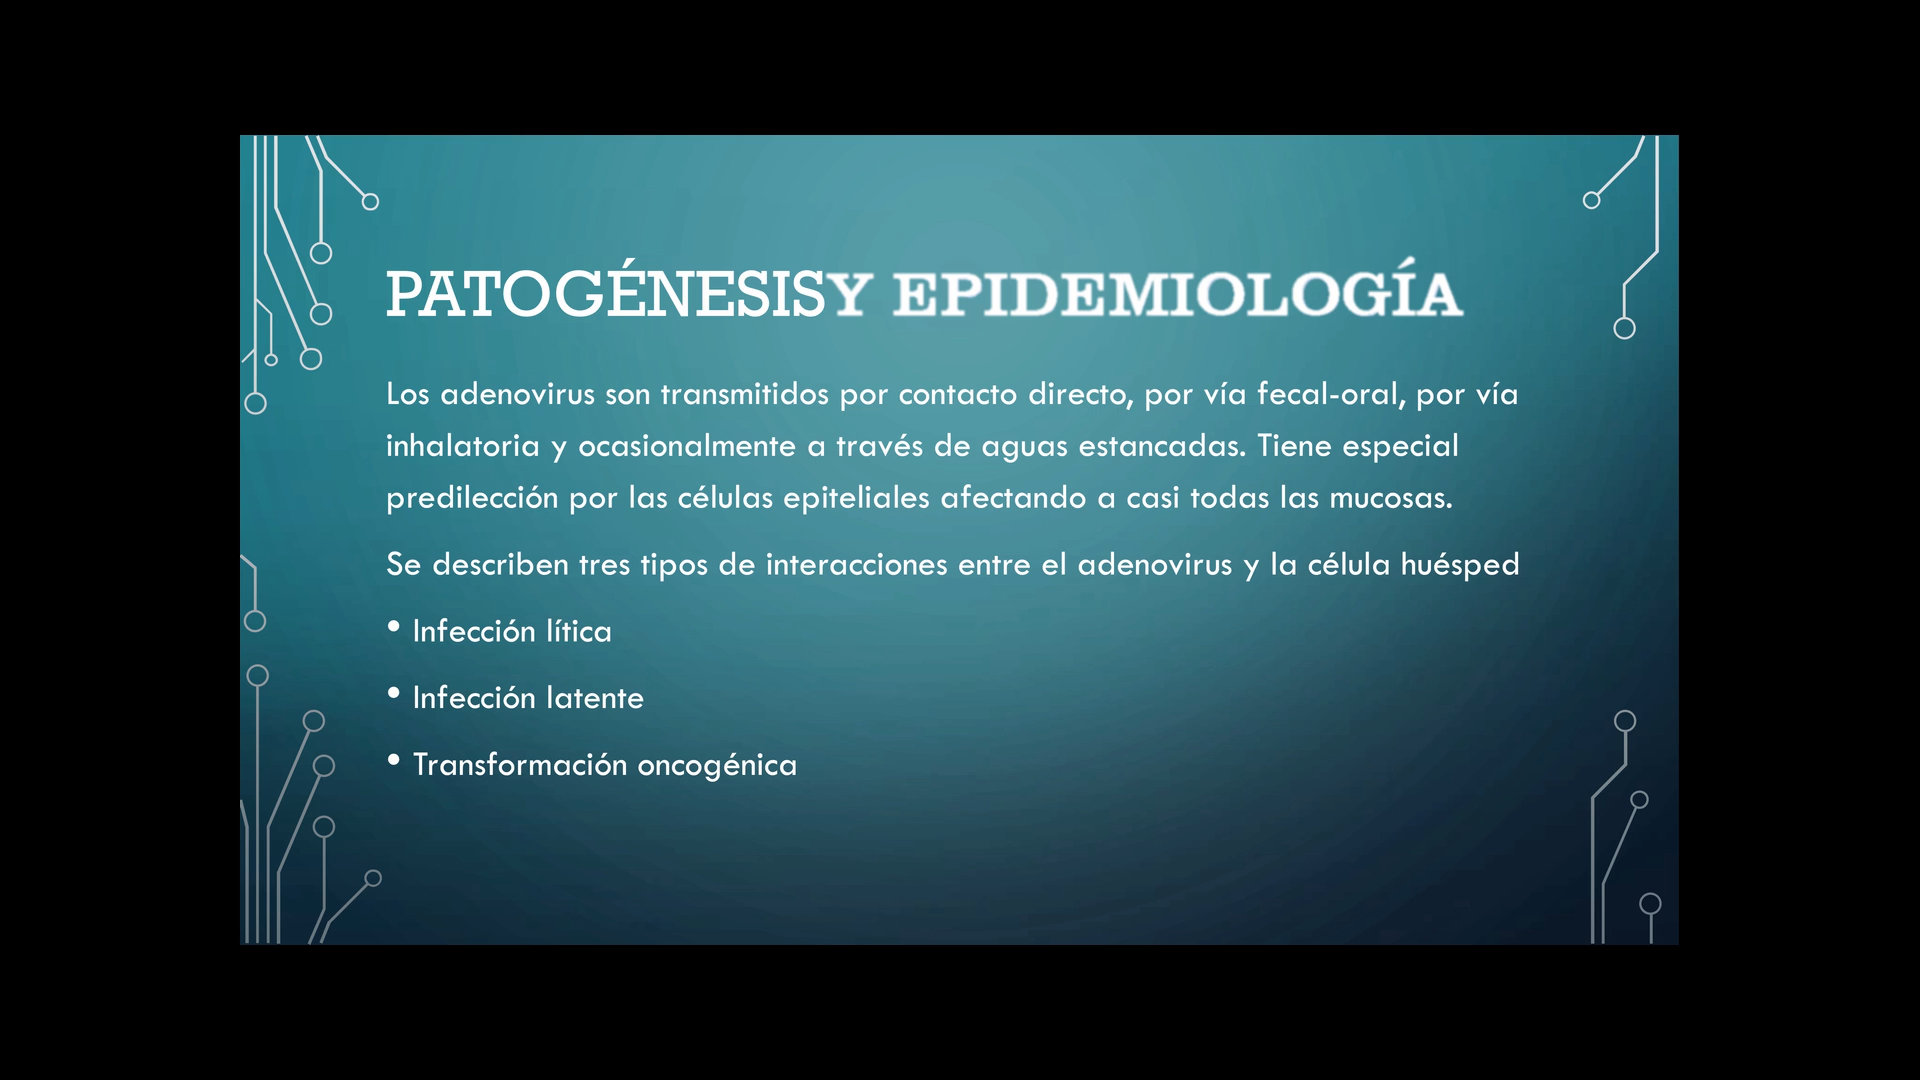 PATOGÉNESISY EPIDEMIOLOGÍA
Los adenovirus son transmitidos por contacto directo, por vía fecal-oral, por vía
inhalatoria y ocasionalmente a través de aguas estancadas. Tiene especial
predilección por las células epiteliales afectando a casi todas las mucosas.
Se describen tres tipos de interacciones entre el adenovirus y la célula huésped
• Infección lítica
• Infección latente
• Transformación oncogénica